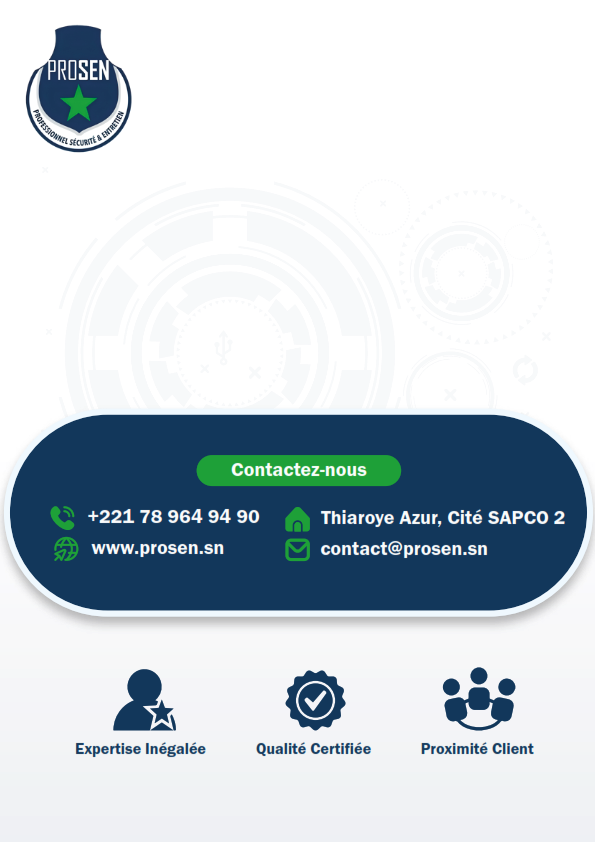 PROSEN
PROFESSIONNEL SÉCURITÉ & ENTRETIEN
Contactez-nous
+221 78 964 94 90
Thiaroye Azur, Cité SAPCO 2
www.prosen.sn
contact@prosen.sn
Expertise Inégalée
Qualité Certifiée
Proximité Client